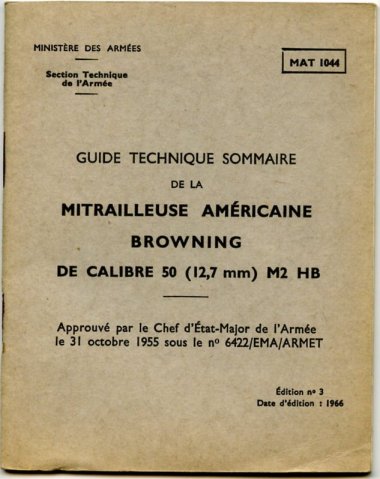 MINISTÈRE DES ARMÉES
Section Technique
de l'Armée
MAT 1044
GUIDE TECHNIQUE SOMMAIRE
DE LA
MITRAILLEUSE AMÉRICAINE
BROWNING
DE CALIBRE 50 (12,7 mm) M2 HB
Approuvé par le Chef d'État-Major de l'Armée
le 31 octobre 1955 sous le nº 6422/EMA/ARMET
Édition nº 3
Date d'édition : 1966